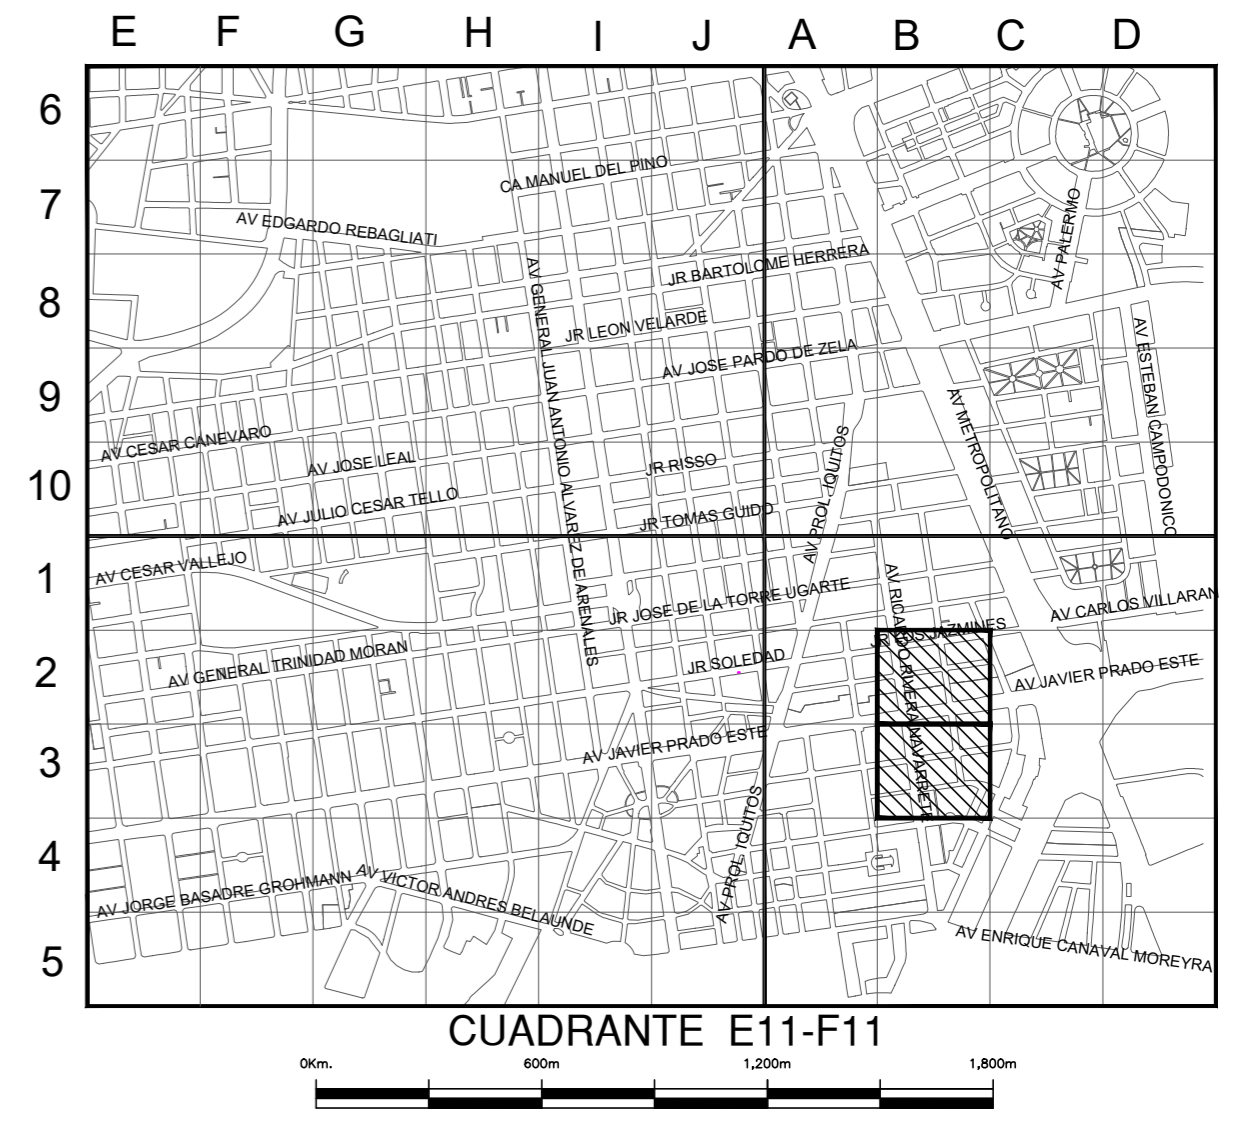 E F G H I J A B C D
6
CA MANUEL DEL PINO
7
AV EDGARDO REBAGLIATI
AV PALERMO
JR BARTOLOME HERRERA
8
AV GENERAL JUAN ANTONIO ALVAREZ DE ARENALES
JR LEON VELARDE
AV ESTEBAN CAMPODONICO
AV JOSE PARDO DE ZELA
9
AV METROPOLITANO
AV CESAR CANEVARO
AV PROL. IQUITOS
AV JOSE LEAL
JR RISSO
10
AV JULIO CESAR TELLO
JR TOMAS GUIDO
AV CESAR VALLEJO
1
AV RICARDO RIVERA NAVARRETE
JR JOSE DE LA TORRE UGARTE
AV CARLOS VILLARAN
JR LOS JAZMINES
2
AV GENERAL TRINIDAD MORAN
JR SOLEDAD
AV JAVIER PRADO ESTE
3
AV JAVIER PRADO ESTE
AV PROL. IQUITOS
4
AV JORGE BASADRE GROHMANN
AV VICTOR ANDRES BELAUNDE
5
AV ENRIQUE CANAVAL MOREYRA
CUADRANTE E11-F11
0Km. 600m 1,200m 1,800m